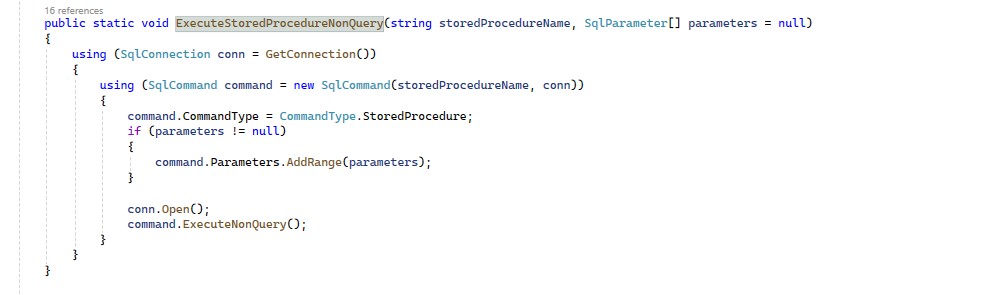 16 references
public static void ExecuteStoredProcedureNonQuery(string storedProcedureName, SqlParameter[] parameters = null)
{
    using (SqlConnection conn = GetConnection())
    {
        using (SqlCommand command = new SqlCommand(storedProcedureName, conn))
        {
            command.CommandType = CommandType.StoredProcedure;
            if (parameters != null)
            {
                command.Parameters.AddRange(parameters);
            }

            conn.Open();
            command.ExecuteNonQuery();
        }
    }
}